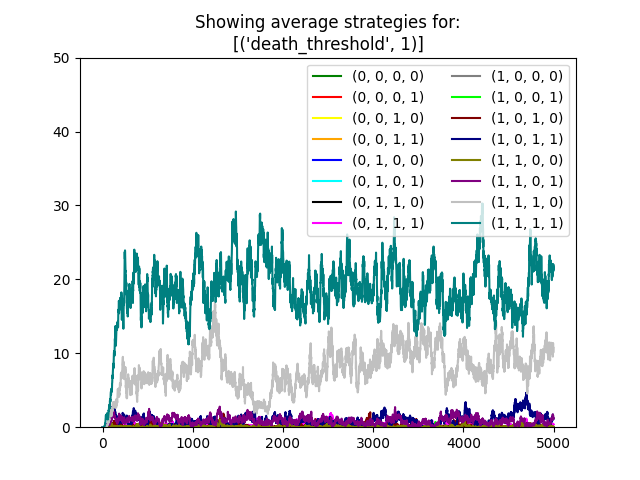 Showing average strategies for:
[('death_threshold', 1)]
50
40
30
20
10
0
(0, 0, 0, 0)
(0, 0, 0, 1)
(0, 0, 1, 0)
(0, 0, 1, 1)
(0, 1, 0, 0)
(0, 1, 0, 1)
(0, 1, 1, 0)
(0, 1, 1, 1)
(1, 0, 0, 0)
(1, 0, 0, 1)
(1, 0, 1, 0)
(1, 0, 1, 1)
(1, 1, 0, 0)
(1, 1, 0, 1)
(1, 1, 1, 0)
(1, 1, 1, 1)
0 1000 2000 3000 4000 5000